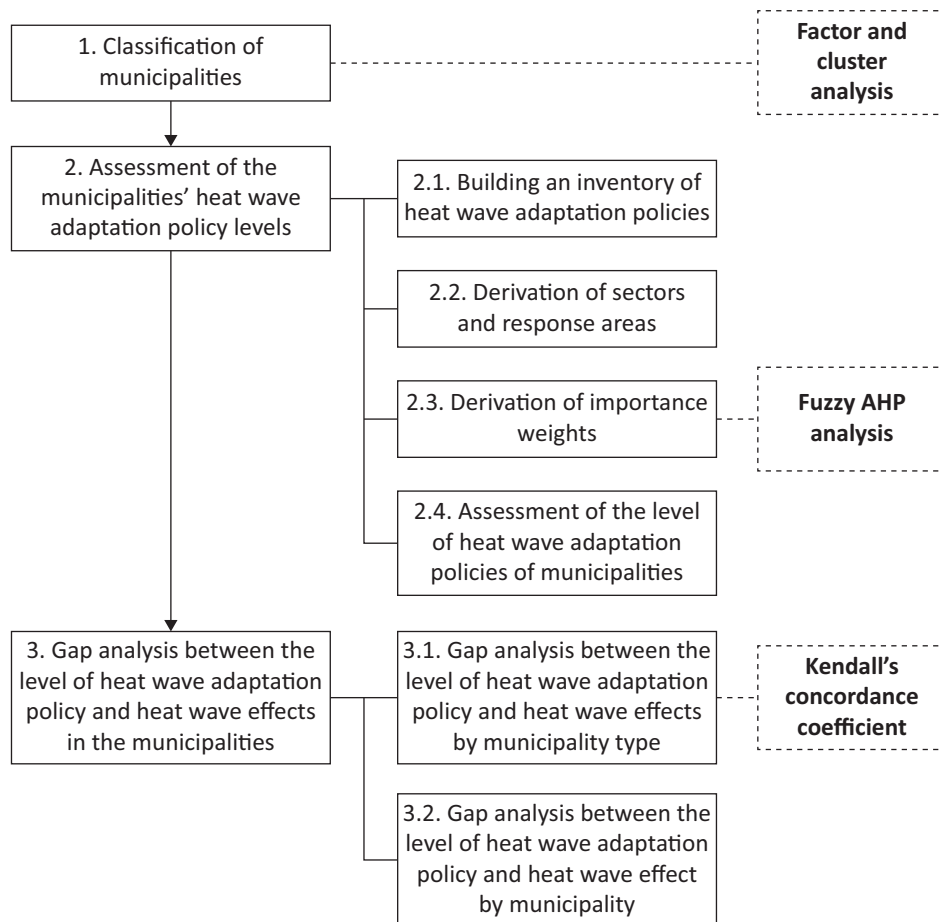 1. Classification of
municipalities
Factor and
cluster
analysis
2. Assessment of the
municipalities’ heat wave
adaptation policy levels
2.1. Building an inventory of
heat wave adaptation policies
2.2. Derivation of sectors
and response areas
2.3. Derivation of importance
weights
Fuzzy AHP
analysis
2.4. Assessment of the level
of heat wave adaptation
policies of municipalities
3. Gap analysis between the
level of heat wave adaptation
policy and heat wave effects
in the municipalities
3.1. Gap analysis between the
level of heat wave adaptation
policy and heat wave effects
by municipality type
Kendall’s
concordance
coefficient
3.2. Gap analysis between the
level of heat wave adaptation
policy and heat wave effect
by municipality